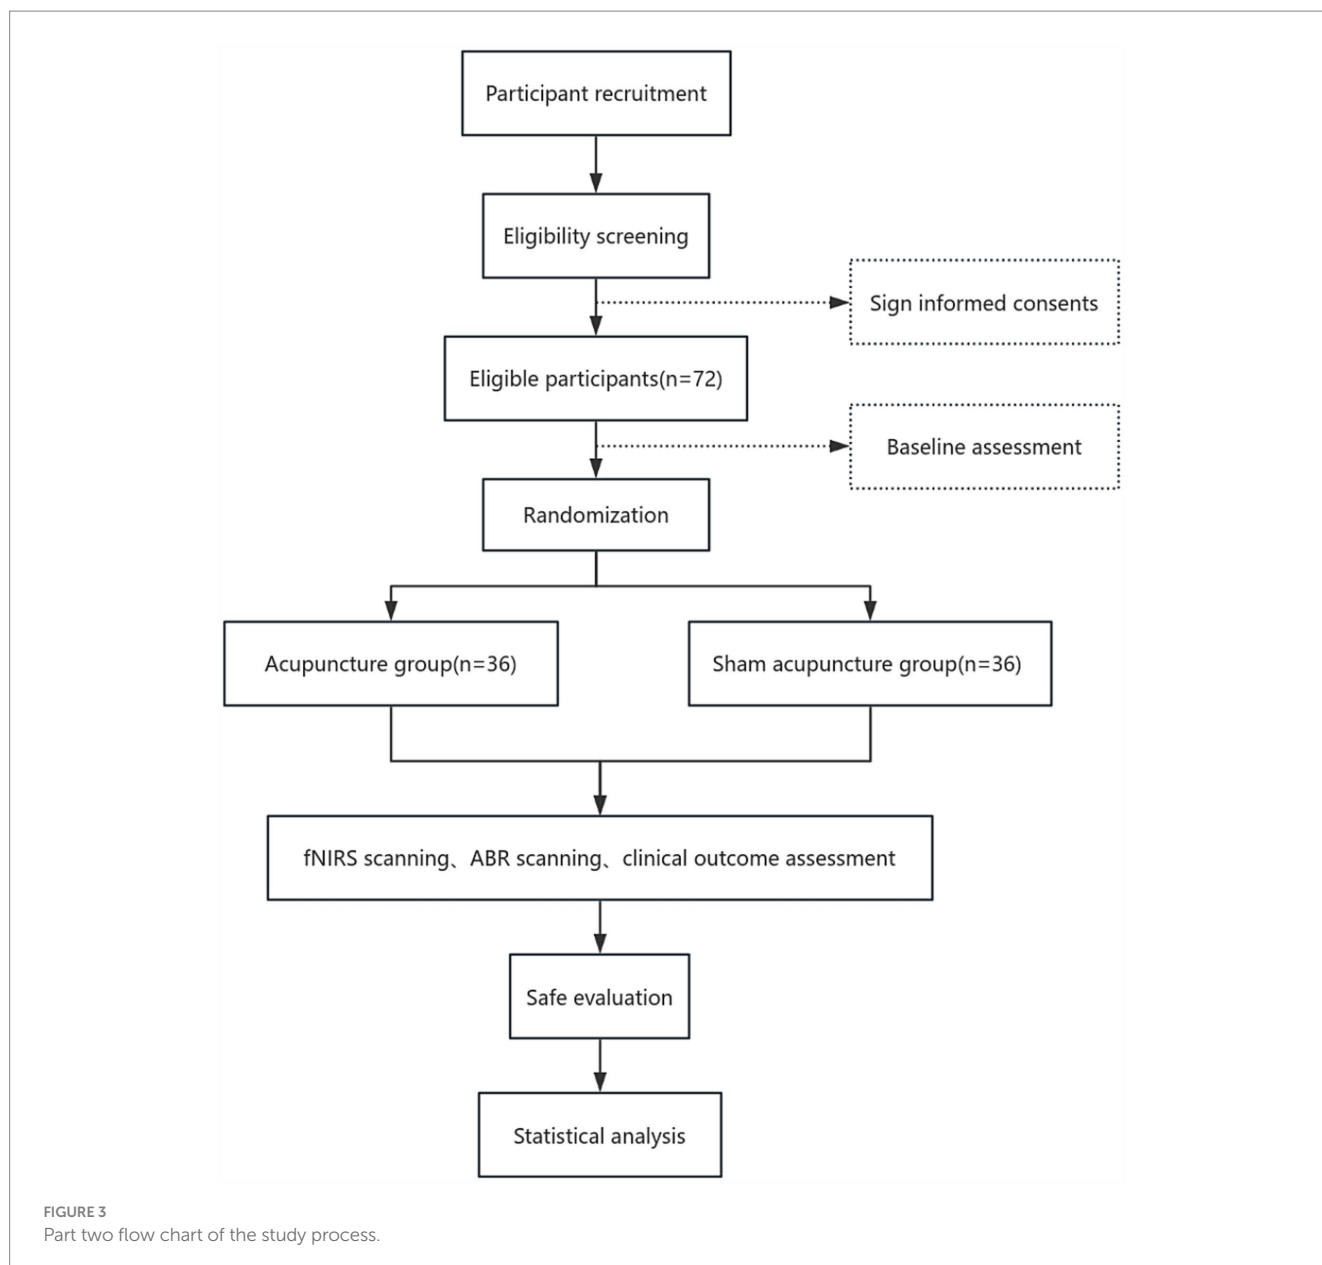 Participant recruitment
Eligibility screening
Sign informed consents
Eligible participants(n=72)
Baseline assessment
Randomization
Acupuncture group(n=36)
Sham acupuncture group(n=36)
fNIRS scanning、ABR scanning、clinical outcome assessment
Safe evaluation
Statistical analysis
FIGURE 3
Part two flow chart of the study process.